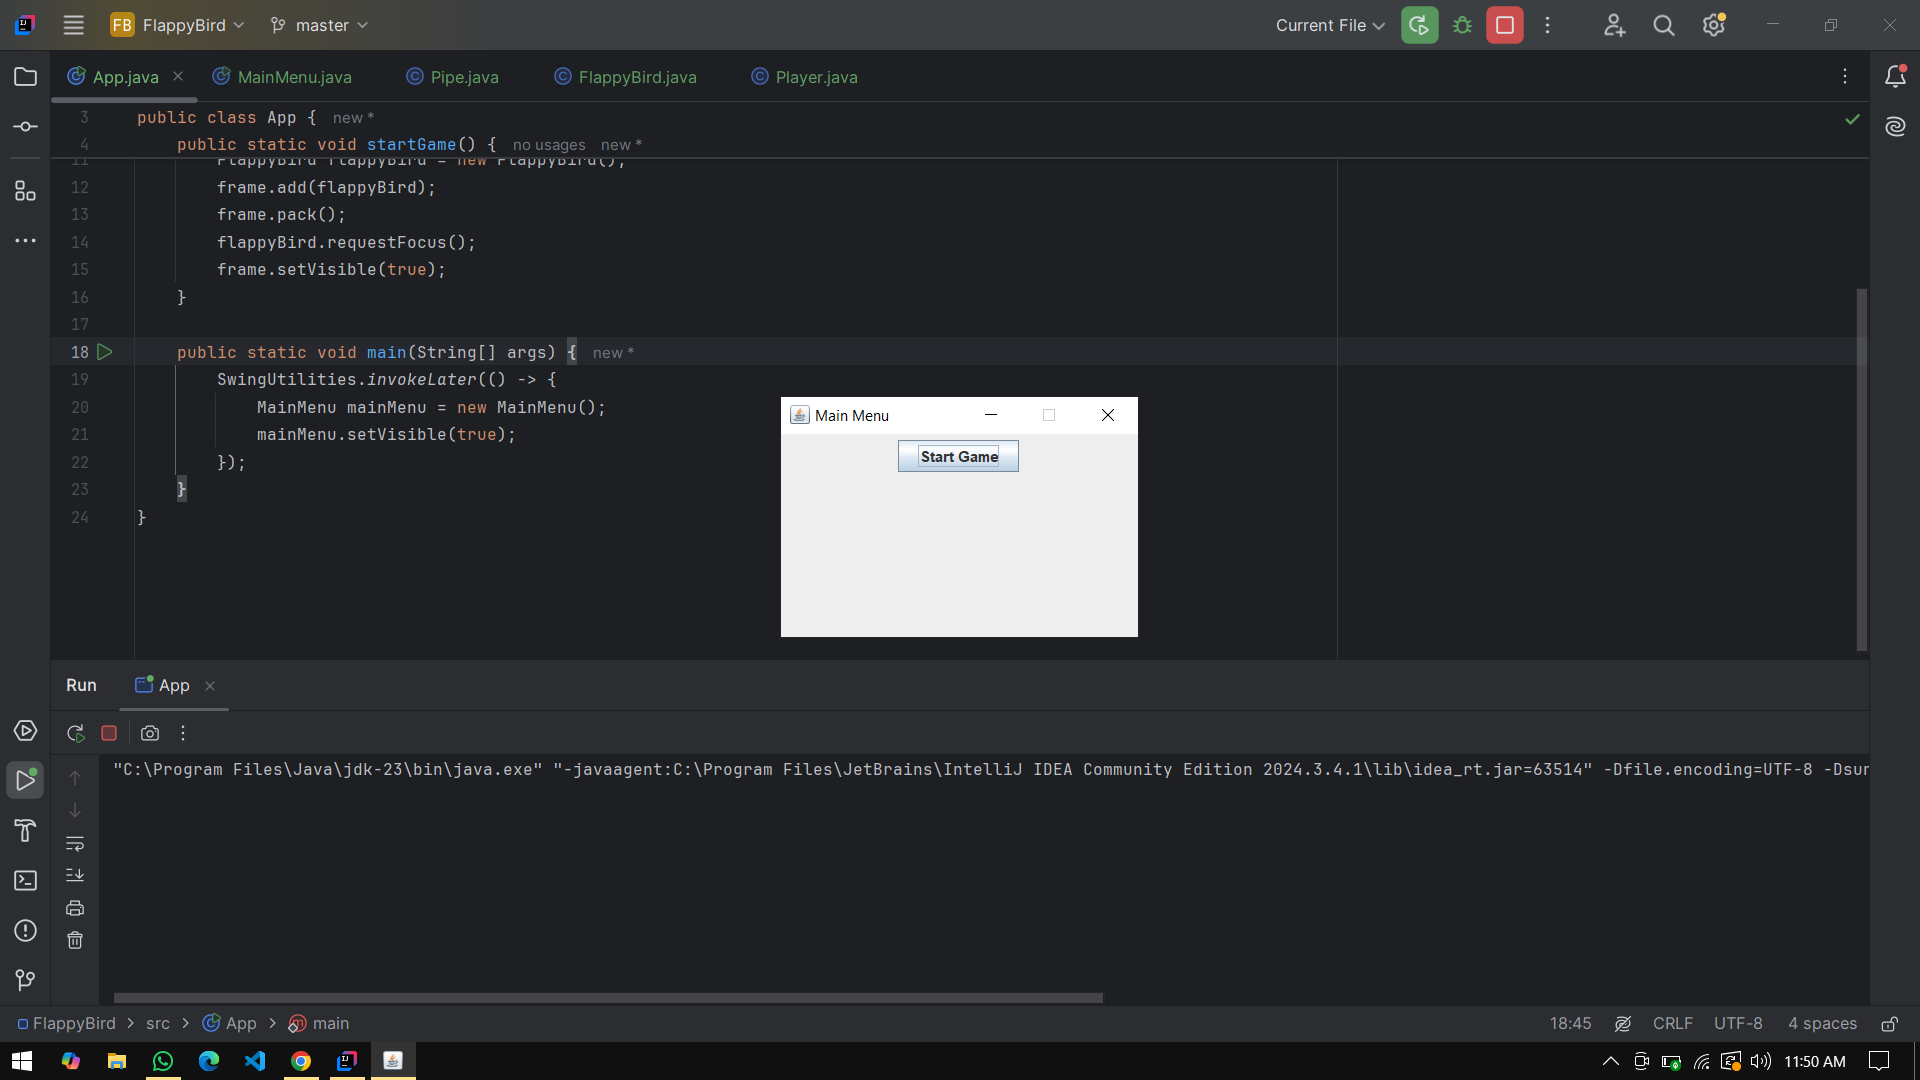 FB FlappyBird master Current File
App.java MainMenu.java Pipe.java FlappyBird.java Player.java
3 public class App { new *
4 public static void startGame() { no usages new *
11 FlappyBird flappyBird = new FlappyBird();
12 frame.add(flappyBird);
13 frame.pack();
14 flappyBird.requestFocus();
15 frame.setVisible(true);
16 }
17
18 public static void main(String[] args) { new *
19 SwingUtilities.invokeLater(() -> {
20 MainMenu mainMenu = new MainMenu();
21 mainMenu.setVisible(true);
22 });
23 }
24 }
Main Menu
Start Game
Run App
"C:\Program Files\Java\jdk-23\bin\java.exe" "-javaagent:C:\Program Files\JetBrains\IntelliJ IDEA Community Edition 2024.3.4.1\lib\idea_rt.jar=63514" -Dfile.encoding=UTF-8 -Dsur
FlappyBird > src > App > main 18:45 CRLF UTF-8 4 spaces
11:50 AM